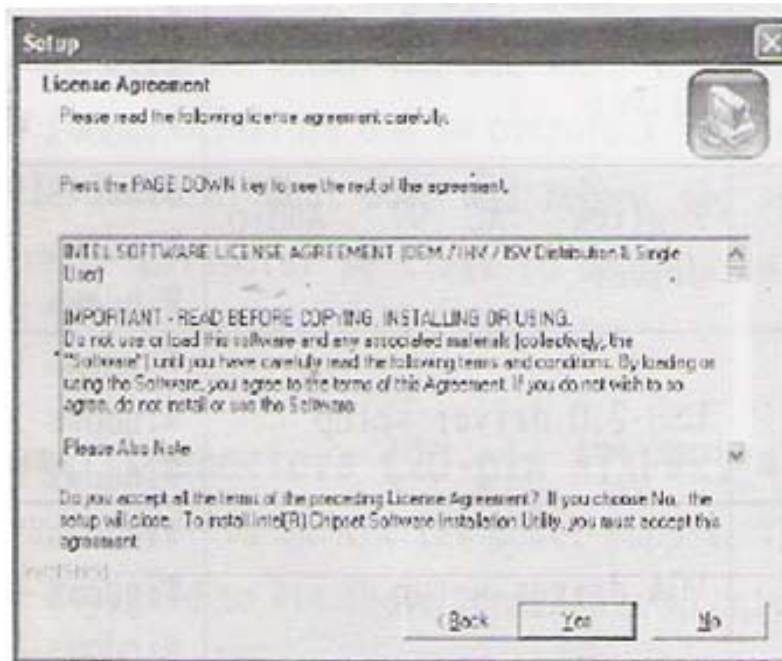 Setup
License Agreement
Please read the following license agreement carefully.
Press the PAGE DOWN key to see the rest of the agreement.
INTEL SOFTWARE LICENSE AGREEMENT (OEM / IHV / ISV Distribution & Single
User)
IMPORTANT - READ BEFORE COPYING, INSTALLING OR USING.
Do not use or load this software and any associated materials (collectively, the
"Software") until you have carefully read the following terms and conditions. By loading or
using the Software, you agree to the terms of this Agreement. If you do not wish to so
agree, do not install or use the Software.
Please Also Note:
Do you accept all the terms of the preceding License Agreement? If you choose No, the
setup will close. To install Intel(R) Chipset Software Installation Utility, you must accept this
agreement.
< Back Yes No